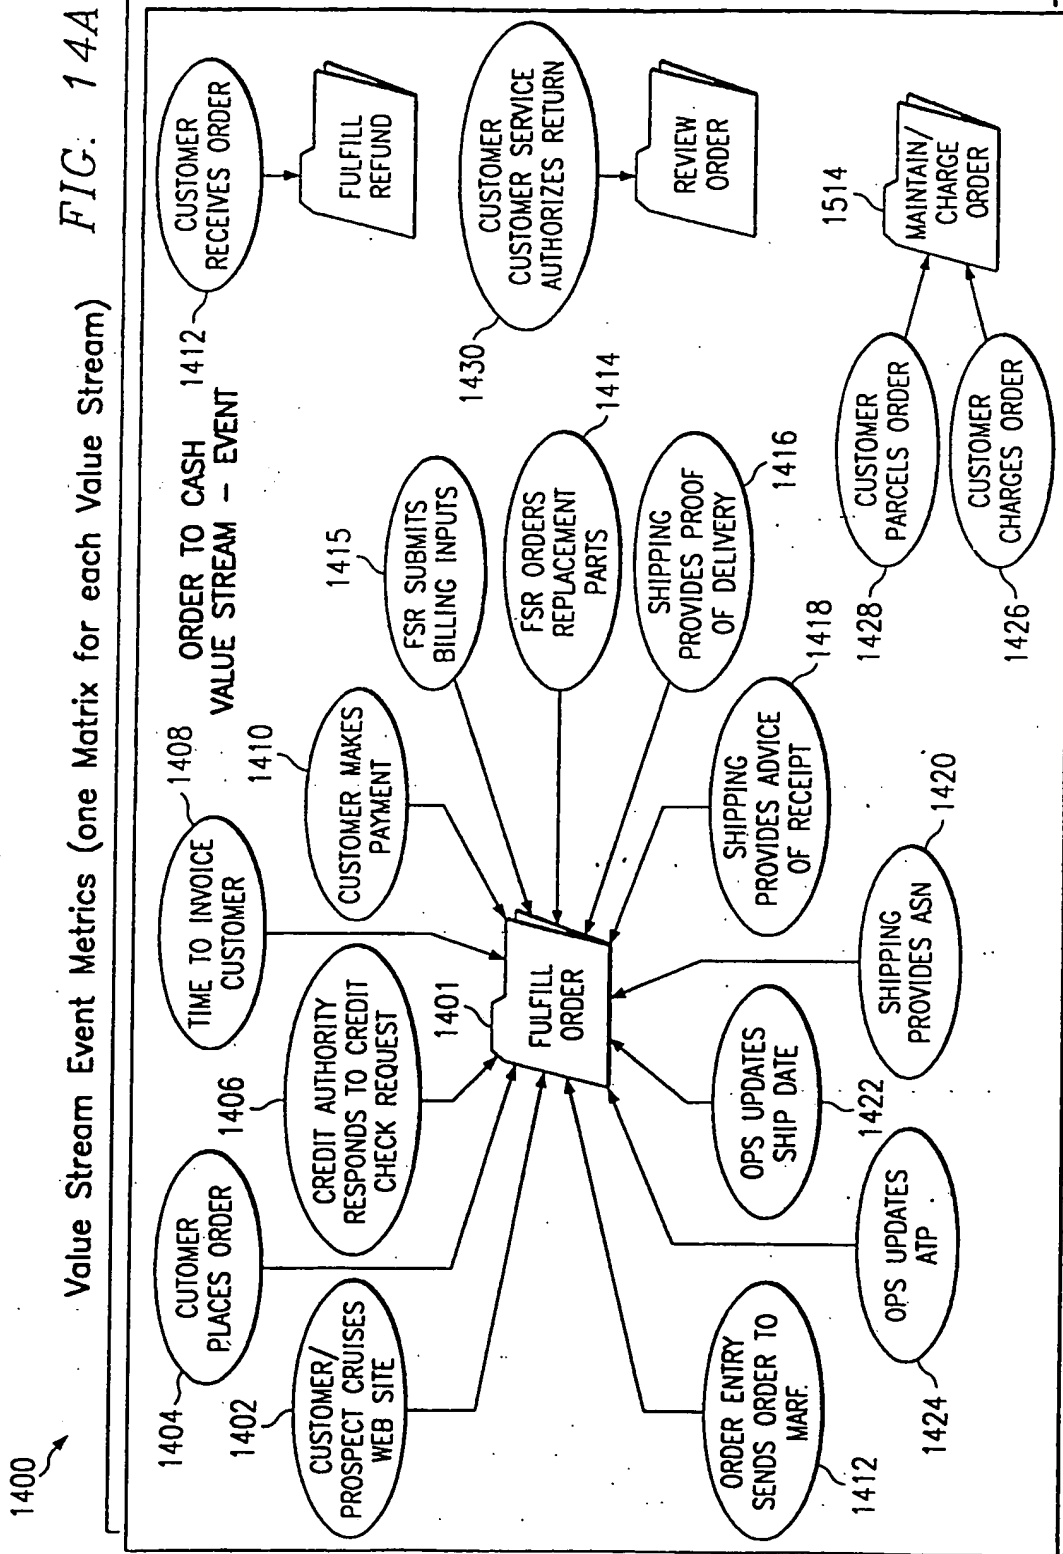 1400
Value Stream Event Metrics (one Matrix for each Value Stream)
FIG. 14A
ORDER TO CASH
VALUE STREAM – EVENT
1404
CUTOMER
PLACES ORDER
1402
CUSTOMER/
PROSPECT CRUISES
WEB SITE
1406
CREDIT AUTHORITY
RESPONDS TO CREDIT
CHECK REQUEST
1408
TIME TO INVOICE
CUSTOMER
1410
CUSTOMER MAKES
PAYMENT
1415
FSR SUBMITS
BILLING INPUTS
1414
FSR ORDERS
REPLACEMENT
PARTS
1416
SHIPPING
PROVIDES PROOF
OF DELIVERY
1401
FULFILL
ORDER
1418
SHIPPING
PROVIDES ADVICE
OF RECEIPT
1420
SHIPPING
PROVIDES ASN
OPS UPDATES
SHIP DATE
1422
OPS UPDATES
ATP
1424
ORDER ENTRY
SENDS ORDER TO
MARF.
1412
1412
CUSTOMER
RECEIVES ORDER
FULFILL
REFUND
1430
CUSTOMER
CUSTOMER SERVICE
AUTHORIZES RETURN
REVIEW
ORDER
1514
MAINTAIN/
CHARGE
ORDER
CUSTOMER
PARCELS ORDER
1428
CUSTOMER
CHARGES ORDER
1426